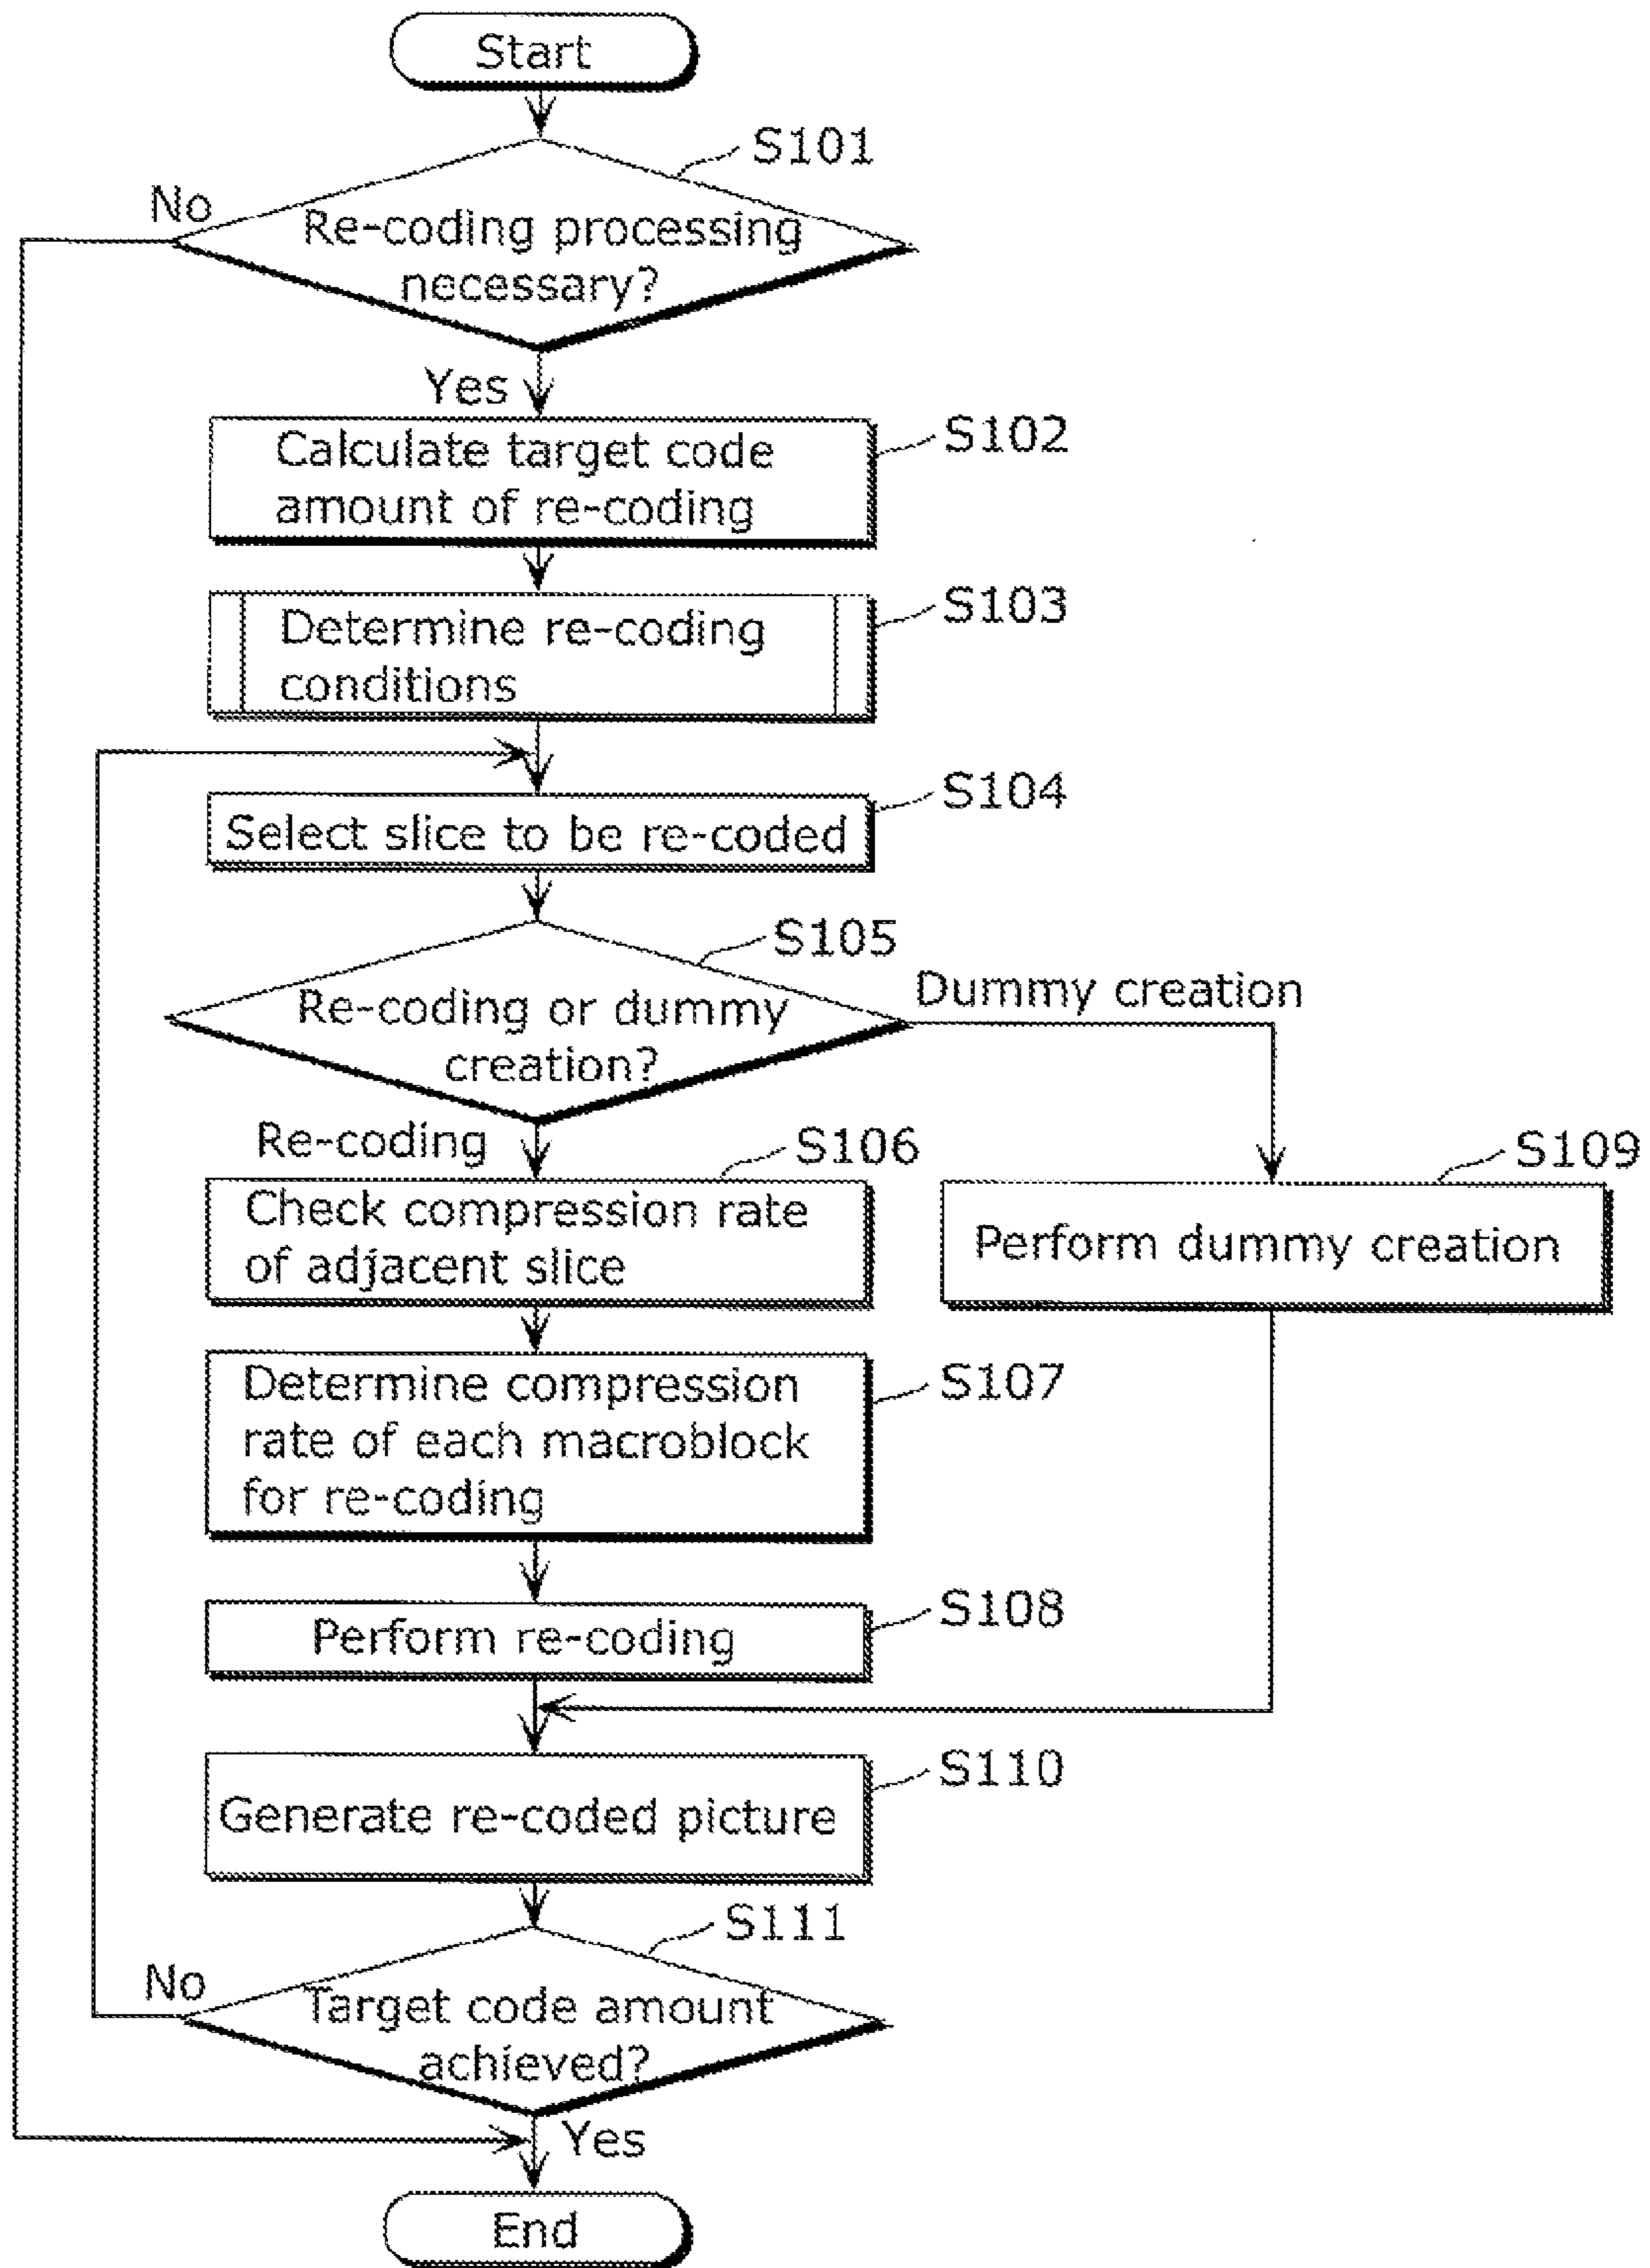 Start
S101
No
Re-coding processing
necessary?
Yes
S102
Calculate target code
amount of re-coding
S103
Determine re-coding
conditions
S104
Select slice to be re-coded
S105
Dummy creation
Re-coding or dummy
creation?
Re-coding
S106
S109
Check compression rate
of adjacent slice
Perform dummy creation
S107
Determine compression
rate of each macroblock
for re-coding
S108
Perform re-coding
S110
Generate re-coded picture
S111
No
Target code amount
achieved?
Yes
End